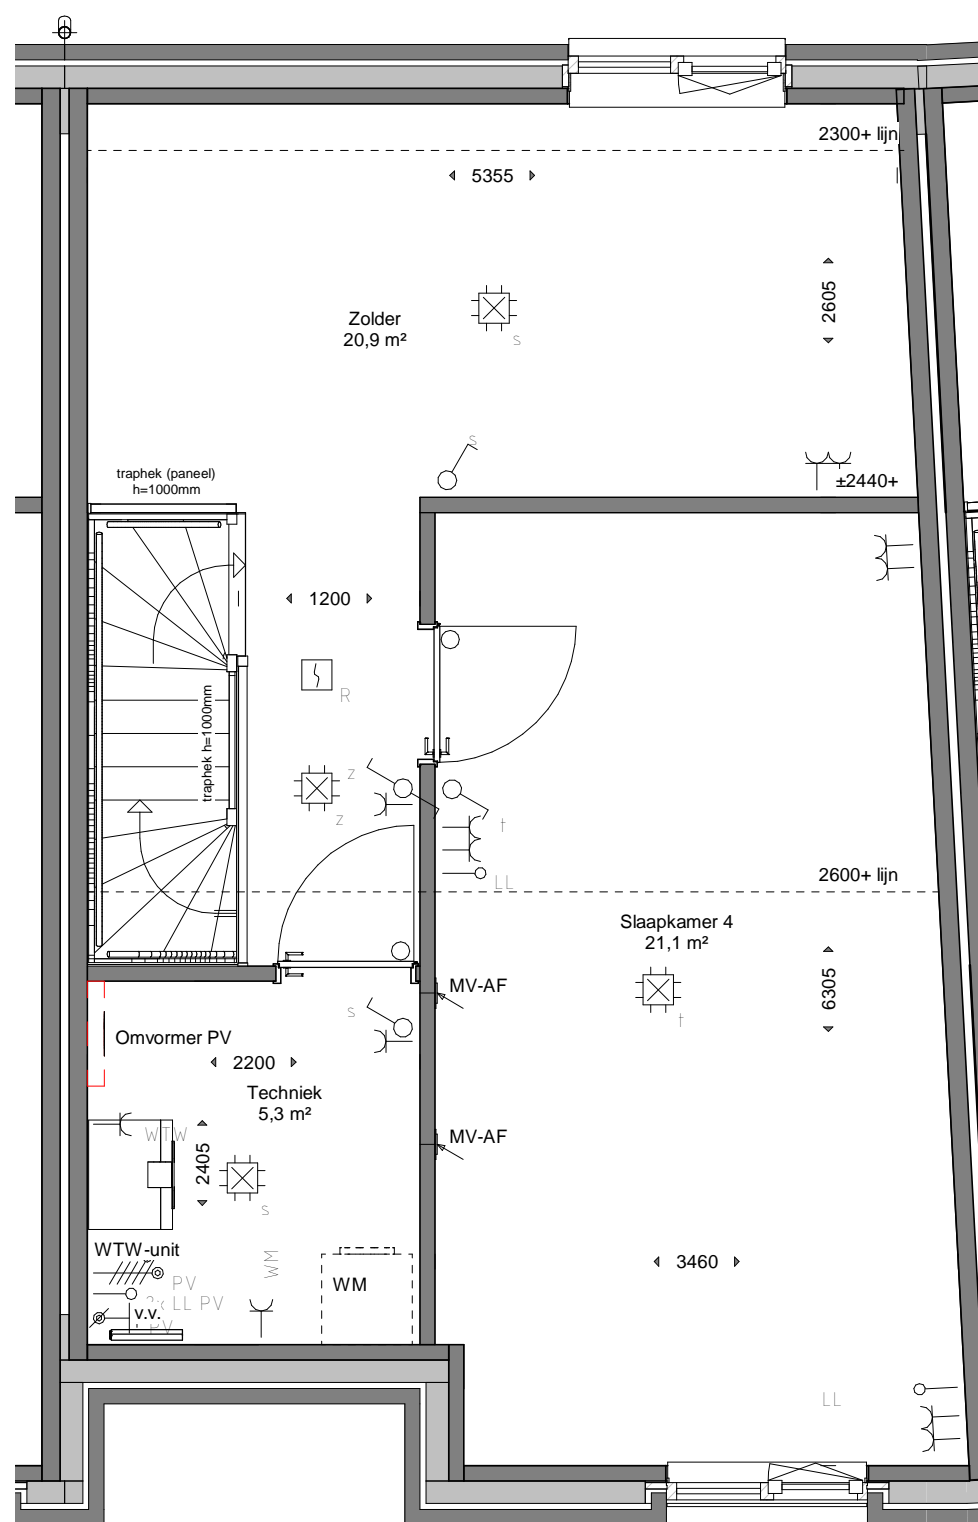 2300+ lijn
5355
2605
Zolder
20,9 m²
s
s
traphek (paneel)
h=1000mm
±2440+
1200
R
traphek h=1000mm
z
z
t
LL
2600+ lijn
Slaapkamer 4
21,1 m²
t
6305
MV-AF
s
Omvormer PV
2200
Techniek
5,3 m²
WTW
2405
MV-AF
s
WTW-unit
WM
WM
3460
PV
LL PV
v.v.
PV
LL